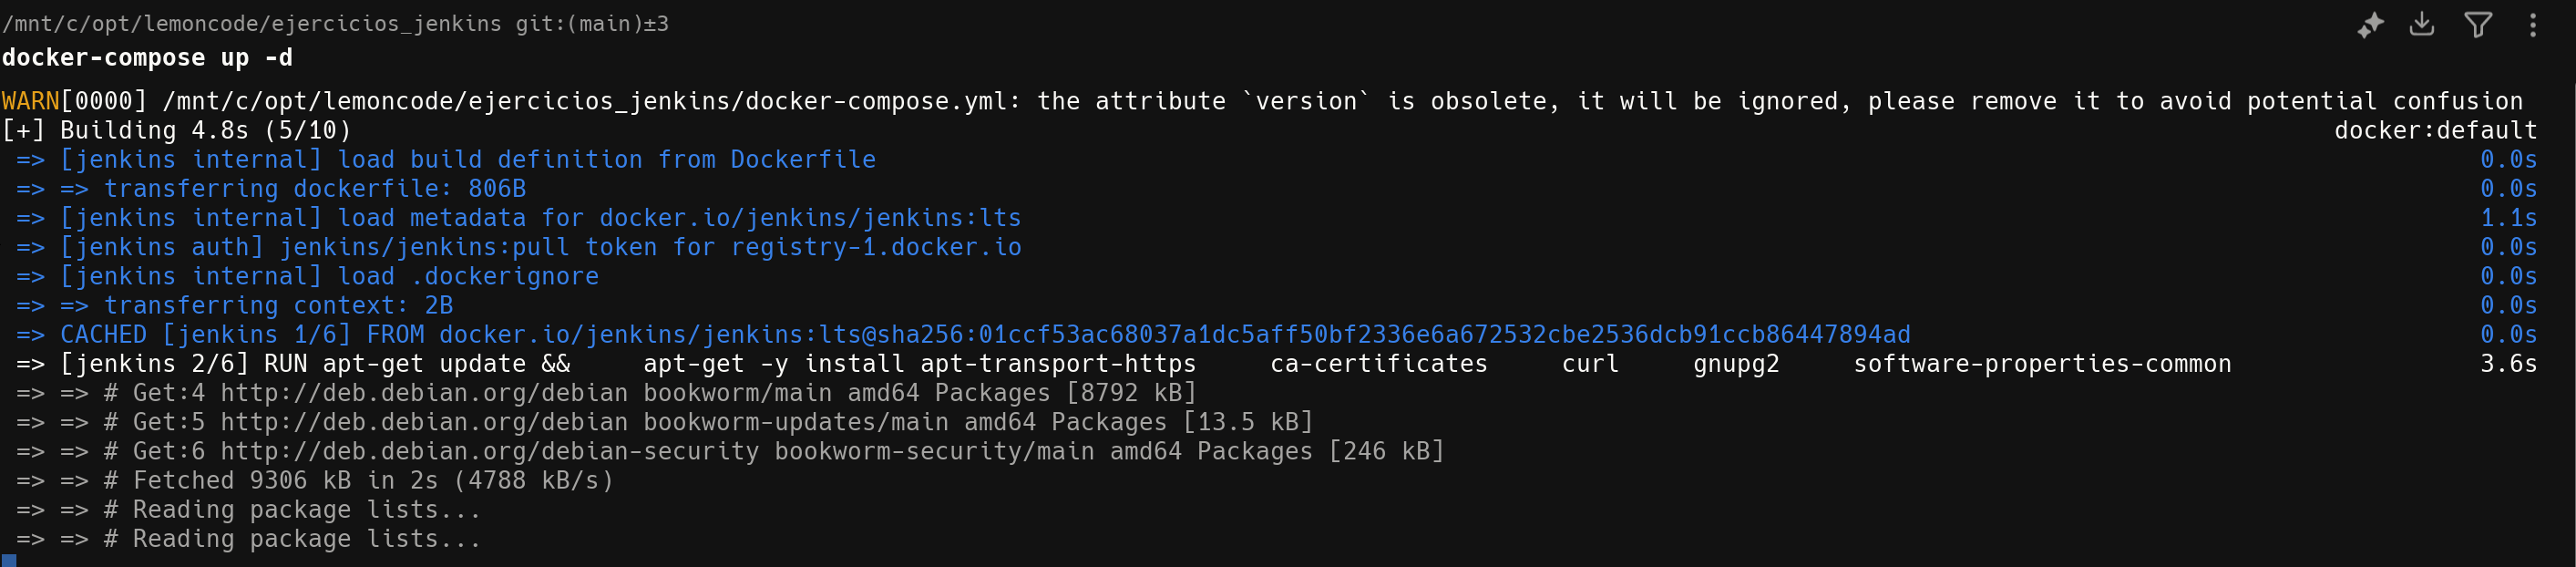 /mnt/c/opt/lemoncode/ejercicios_jenkins git:(main)±3
docker-compose up -d
WARN[0000] /mnt/c/opt/lemoncode/ejercicios_jenkins/docker-compose.yml: the attribute `version` is obsolete, it will be ignored, please remove it to avoid potential confusion
[+] Building 4.8s (5/10) docker:default
=> [jenkins internal] load build definition from Dockerfile 0.0s
=> => transferring dockerfile: 806B 0.0s
=> [jenkins internal] load metadata for docker.io/jenkins/jenkins:lts 1.1s
=> [jenkins auth] jenkins/jenkins:pull token for registry-1.docker.io 0.0s
=> [jenkins internal] load .dockerignore 0.0s
=> => transferring context: 2B 0.0s
=> CACHED [jenkins 1/6] FROM docker.io/jenkins/jenkins:lts@sha256:01ccf53ac68037a1dc5aff50bf2336e6a672532cbe2536dcb91ccb86447894ad 0.0s
=> [jenkins 2/6] RUN apt-get update &&     apt-get -y install apt-transport-https     ca-certificates     curl     gnupg2     software-properties-common 3.6s
=> => # Get:4 http://deb.debian.org/debian bookworm/main amd64 Packages [8792 kB]
=> => # Get:5 http://deb.debian.org/debian bookworm-updates/main amd64 Packages [13.5 kB]
=> => # Get:6 http://deb.debian.org/debian-security bookworm-security/main amd64 Packages [246 kB]
=> => # Fetched 9306 kB in 2s (4788 kB/s)
=> => # Reading package lists...
=> => # Reading package lists...